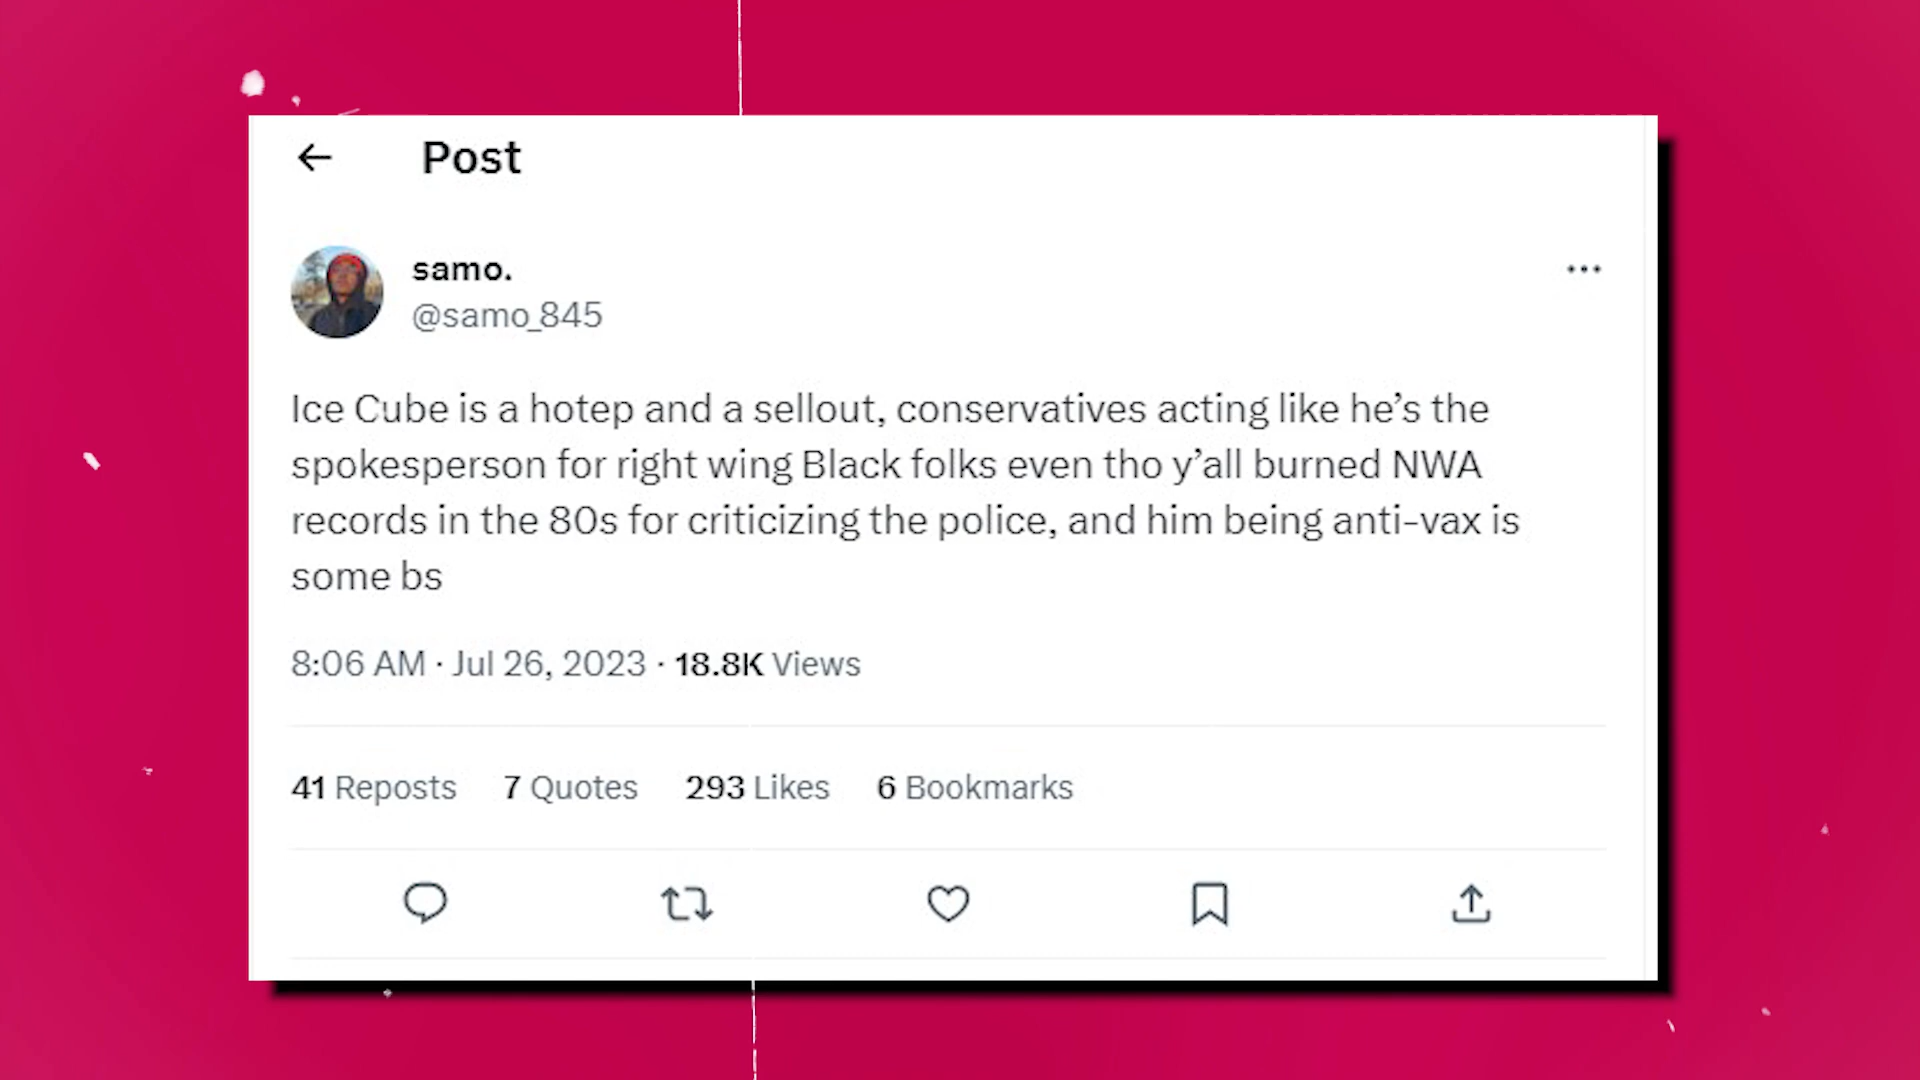 Post
samo.
@samo_845
Ice Cube is a hotep and a sellout, conservatives acting like he’s the
spokesperson for right wing Black folks even tho y’all burned NWA
records in the 80s for criticizing the police, and him being anti-vax is
some bs
8:06 AM · Jul 26, 2023 · 18.8K Views
41 Reposts 7 Quotes 293 Likes 6 Bookmarks